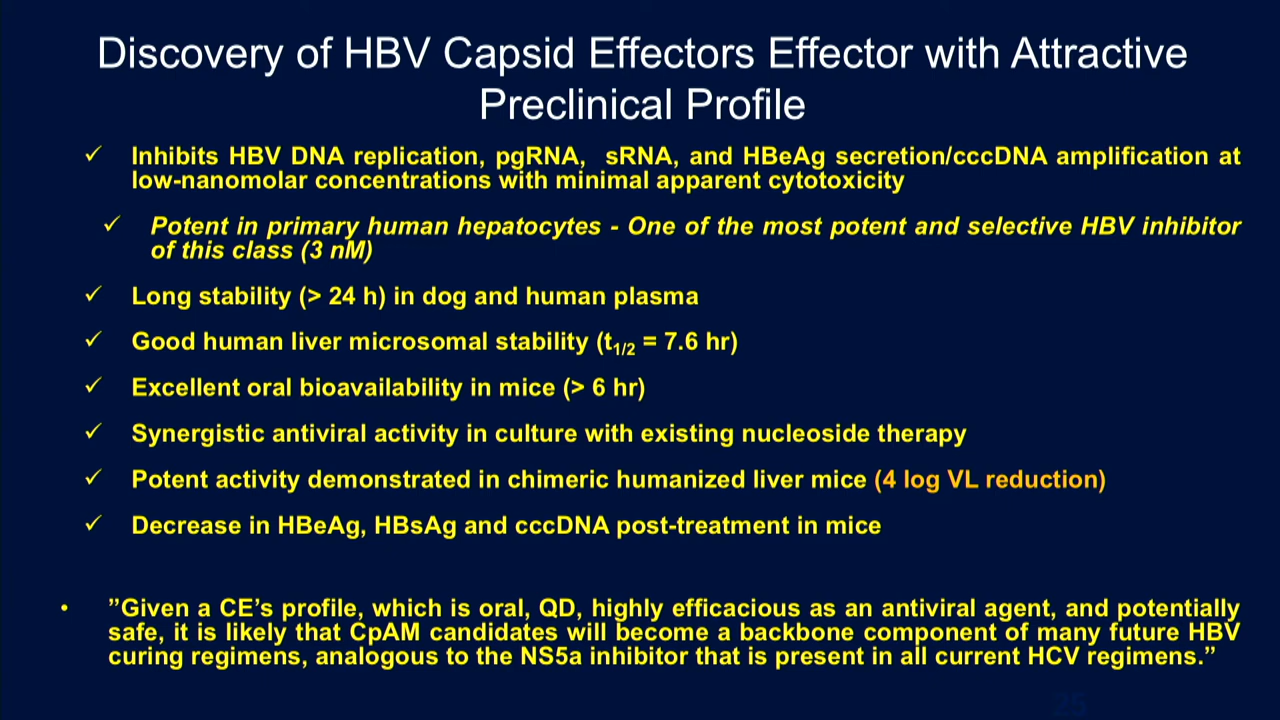 Discovery of HBV Capsid Effectors Effector with Attractive
Preclinical Profile
✓ Inhibits HBV DNA replication, pgRNA, sRNA, and HBeAg secretion/cccDNA amplification at
low-nanomolar concentrations with minimal apparent cytotoxicity
✓ Potent in primary human hepatocytes - One of the most potent and selective HBV inhibitor
of this class (3 nM)
✓ Long stability (> 24 h) in dog and human plasma
✓ Good human liver microsomal stability (t1/2 = 7.6 hr)
✓ Excellent oral bioavailability in mice (> 6 hr)
✓ Synergistic antiviral activity in culture with existing nucleoside therapy
✓ Potent activity demonstrated in chimeric humanized liver mice (4 log VL reduction)
✓ Decrease in HBeAg, HBsAg and cccDNA post-treatment in mice
• ”Given a CE’s profile, which is oral, QD, highly efficacious as an antiviral agent, and potentially
safe, it is likely that CpAM candidates will become a backbone component of many future HBV
curing regimens, analogous to the NS5a inhibitor that is present in all current HCV regimens.”
25